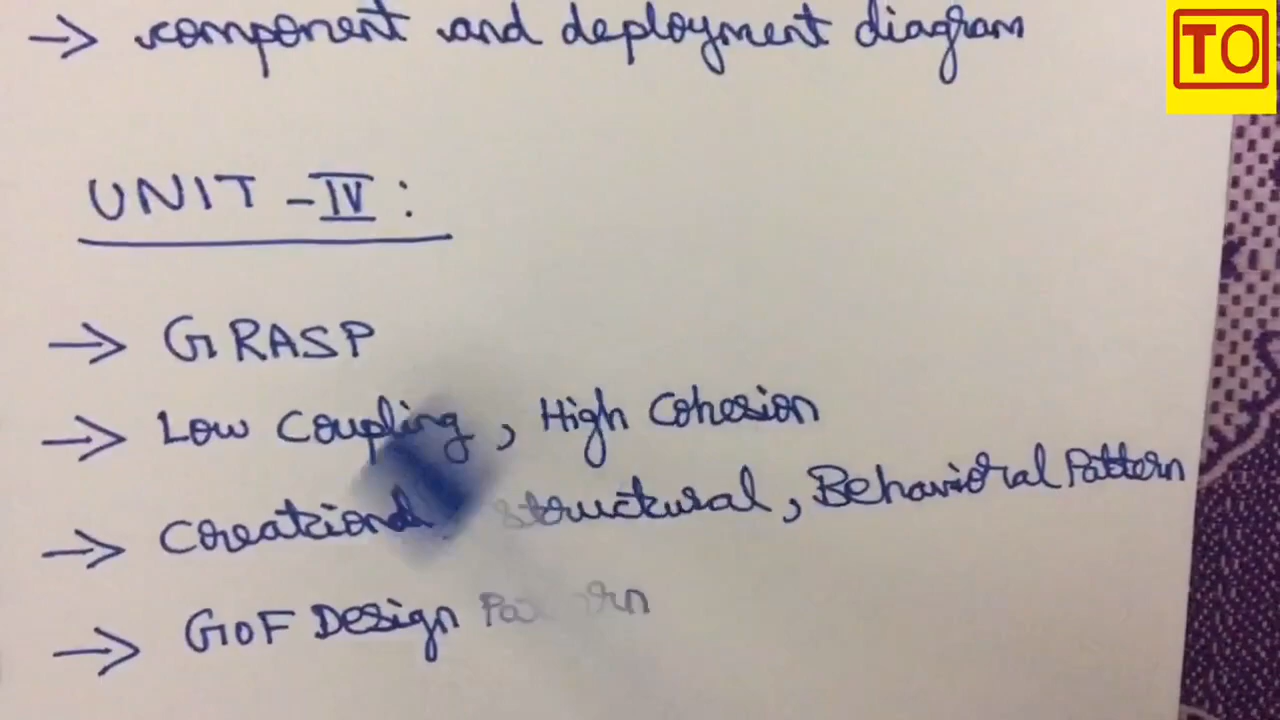 → component and deployment diagram
TO
UNIT - IV :
→ GRASP
→ Low Coupling, High Cohesion
→ Creational, structural, Behavioral Pattern
→ GOF Design Pattern